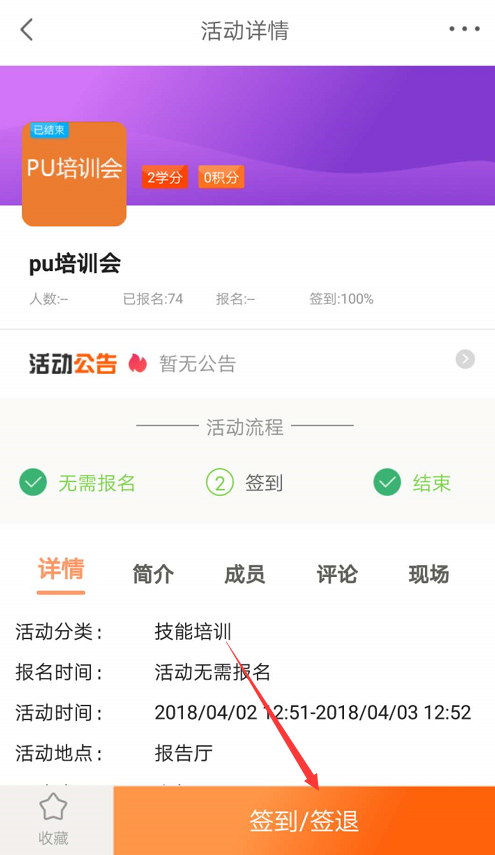 活动详情
已结束
PU培训会
2学分 0积分
pu培训会
人数:-- 已报名:74 报名:-- 签到:100%
活动公告 暂无公告
活动流程
无需报名 2 签到 结束
详情 简介 成员 评论 现场
活动分类: 技能培训
报名时间: 活动无需报名
活动时间: 2018/04/02 12:51-2018/04/03 12:52
活动地点: 报告厅
收藏 签到/签退